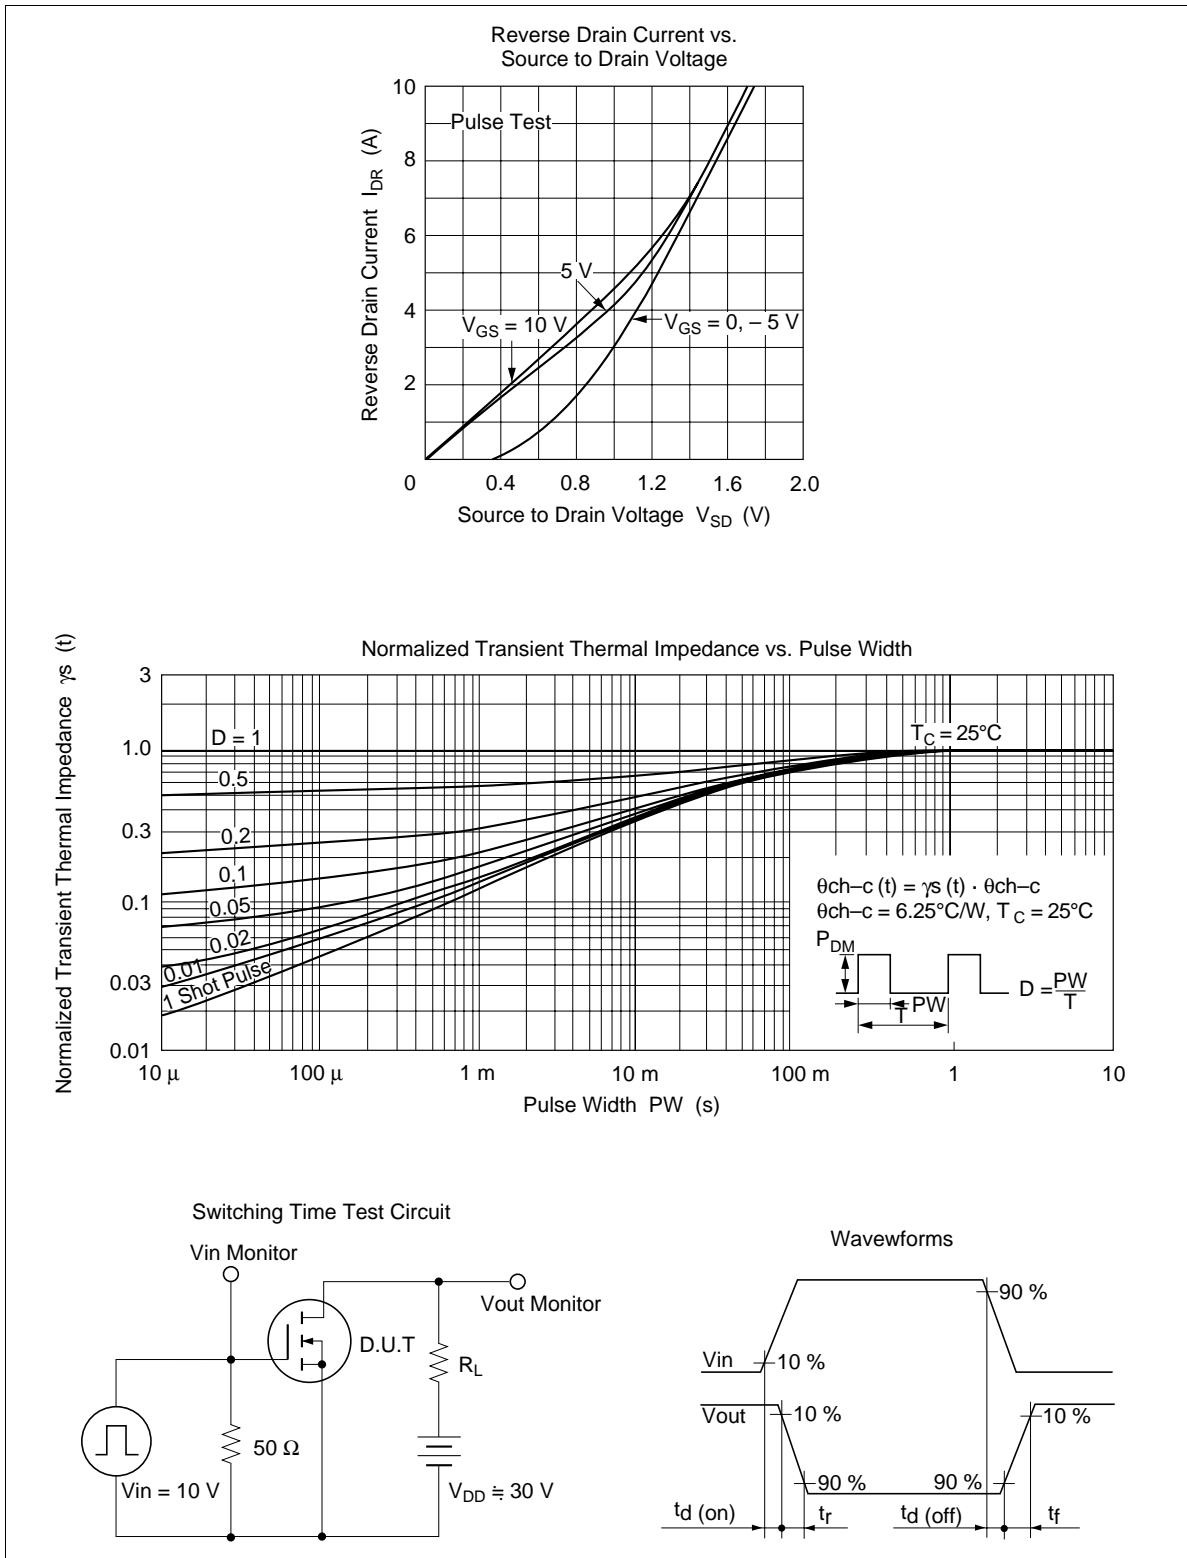 Reverse Drain Current vs.
Source to Drain Voltage
Reverse Drain Current I_DR (A)
10
8
6
4
2
0
Pulse Test
5 V
V_GS = 10 V
V_GS = 0, – 5 V
0.4 0.8 1.2 1.6 2.0
Source to Drain Voltage V_SD (V)
Normalized Transient Thermal Impedance vs. Pulse Width
Normalized Transient Thermal Impedance γs (t)
3
1.0
0.3
0.1
0.03
0.01
D = 1
0.5
0.2
0.1
0.05
0.02
0.01
1 Shot Pulse
T_C = 25°C
θch–c (t) = γs (t) · θch–c
θch–c = 6.25°C/W, T_C = 25°C
P_DM
PW
T
D = PW/T
10 μ 100 μ 1 m 10 m 100 m 1 10
Pulse Width PW (s)
Switching Time Test Circuit
Vin Monitor
Vout Monitor
D.U.T
R_L
50 Ω
Vin = 10 V
V_DD ≒ 30 V
Wavewforms
90 %
Vin
10 %
Vout
10 %
10 %
90 %
90 %
t_d (on)
t_r
t_d (off)
t_f